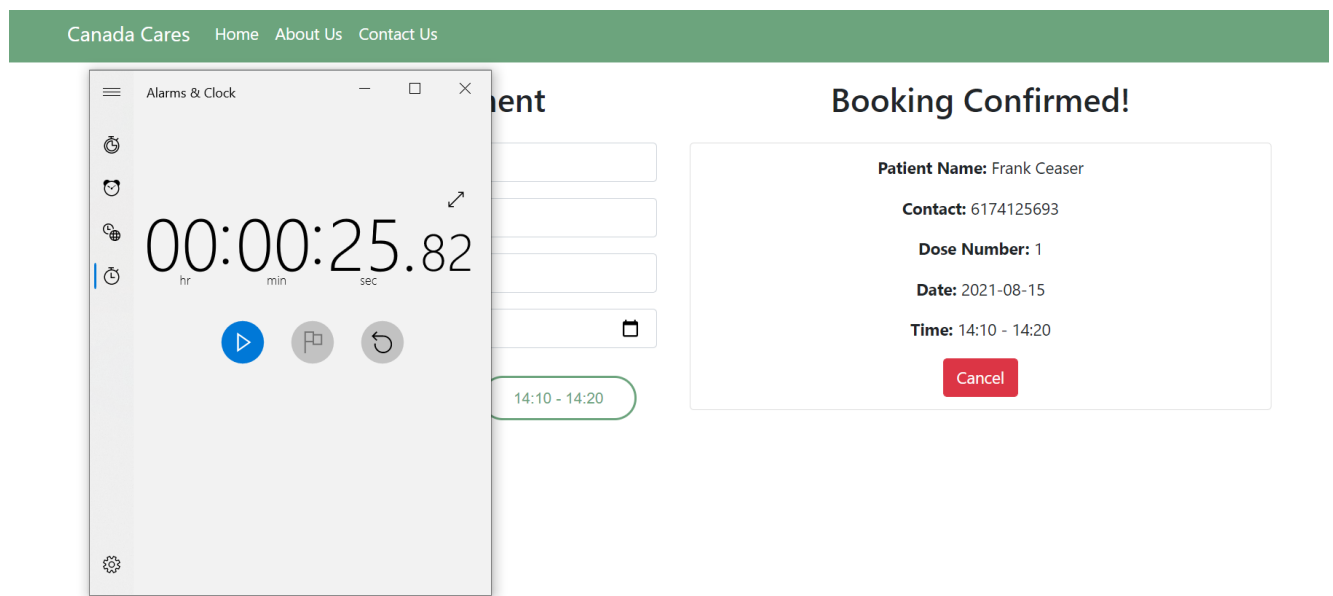 Canada Cares Home About Us Contact Us
Alarms & Clock
00:00:25.82
hr min sec
14:10 - 14:20
Booking Confirmed!
Patient Name: Frank Ceaser
Contact: 6174125693
Dose Number: 1
Date: 2021-08-15
Time: 14:10 - 14:20
Cancel